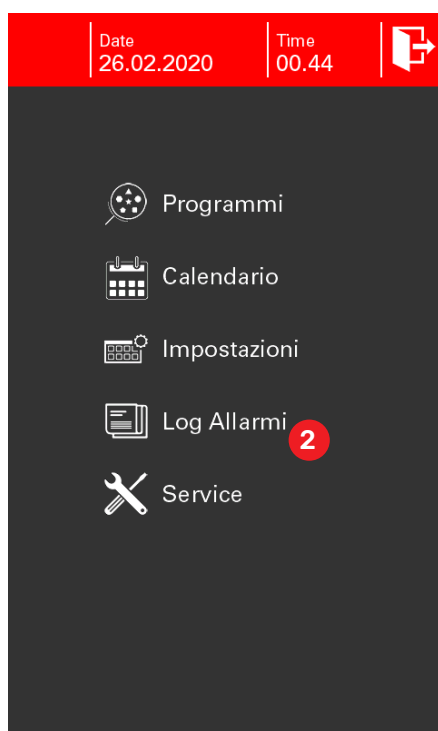 Date
26.02.2020
Time
00.44
Programmi
Calendario
Impostazioni
Log Allarmi
2
Service